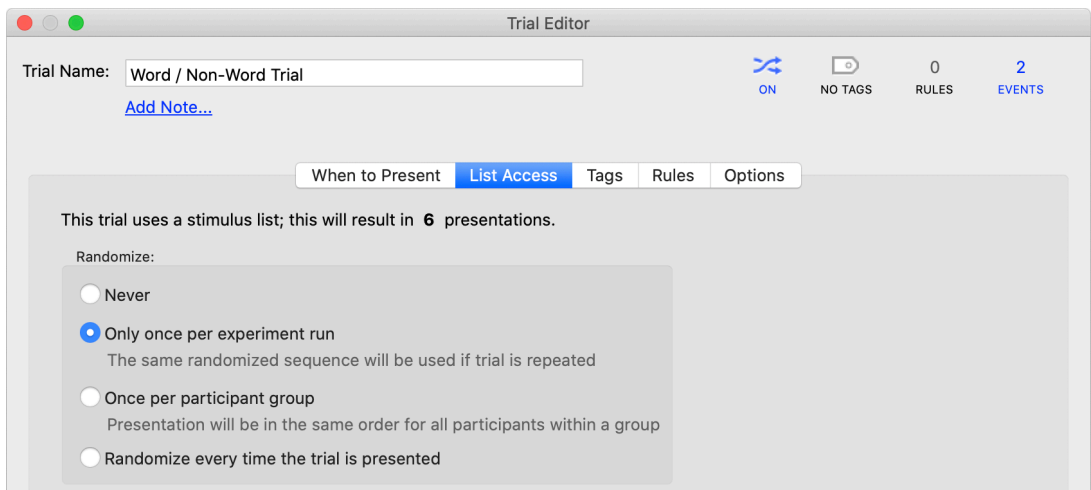 Trial Editor
Trial Name:
Word / Non-Word Trial
ON
NO TAGS
0
RULES
2
EVENTS
Add Note...
When to Present
List Access
Tags
Rules
Options
This trial uses a stimulus list; this will result in 6 presentations.
Randomize:
Never
Only once per experiment run
The same randomized sequence will be used if trial is repeated
Once per participant group
Presentation will be in the same order for all participants within a group
Randomize every time the trial is presented